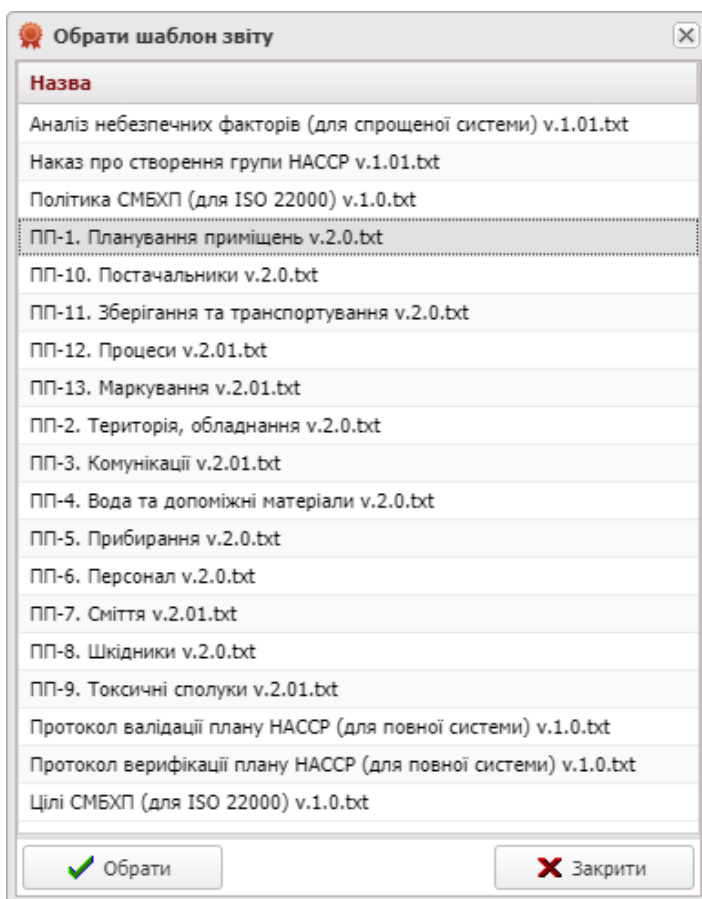 Обрати шаблон звіту
Назва
Аналіз небезпечних факторів (для спрощеної системи) v.1.01.txt
Наказ про створення групи НАССР v.1.01.txt
Політика СМБХП (для ISO 22000) v.1.0.txt
ПП-1. Планування приміщень v.2.0.txt
ПП-10. Постачальники v.2.0.txt
ПП-11. Зберігання та транспортування v.2.0.txt
ПП-12. Процеси v.2.01.txt
ПП-13. Маркування v.2.01.txt
ПП-2. Територія, обладнання v.2.0.txt
ПП-3. Комунікації v.2.01.txt
ПП-4. Вода та допоміжні матеріали v.2.0.txt
ПП-5. Прибирання v.2.0.txt
ПП-6. Персонал v.2.0.txt
ПП-7. Сміття v.2.01.txt
ПП-8. Шкідники v.2.0.txt
ПП-9. Токсичні сполуки v.2.01.txt
Протокол валідації плану НАССР (для повної системи) v.1.0.txt
Протокол верифікації плану НАССР (для повної системи) v.1.0.txt
Цілі СМБХП (для ISO 22000) v.1.0.txt
Обрати
Закрити